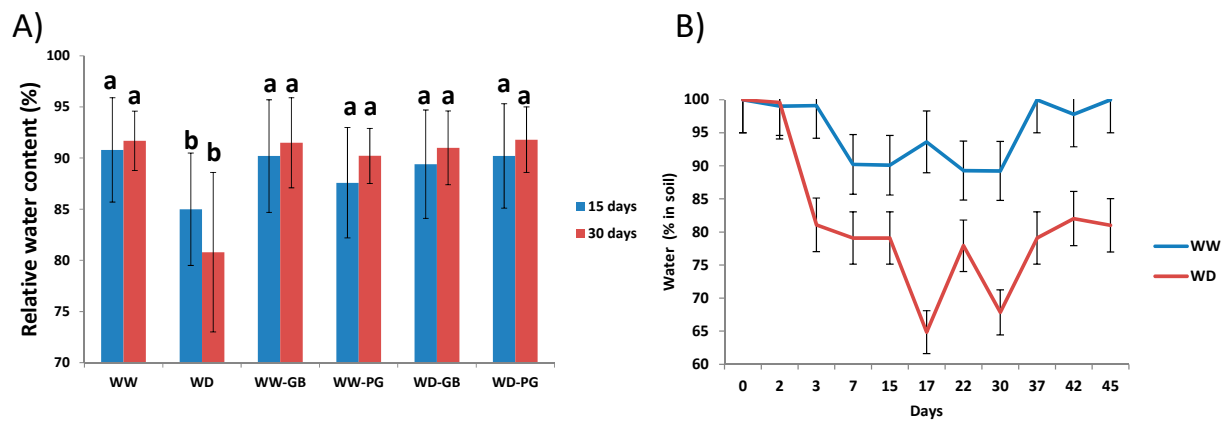 A)
Relative water content (%)
100
95
90
85
80
75
70
a a b b a a a a a a a a
WW WD WW-GB WW-PG WD-GB WD-PG
15 days
30 days
B)
Water (% in soil)
100
95
90
85
80
75
70
65
60
0 2 3 7 15 17 22 30 37 42 45
Days
WW
WD